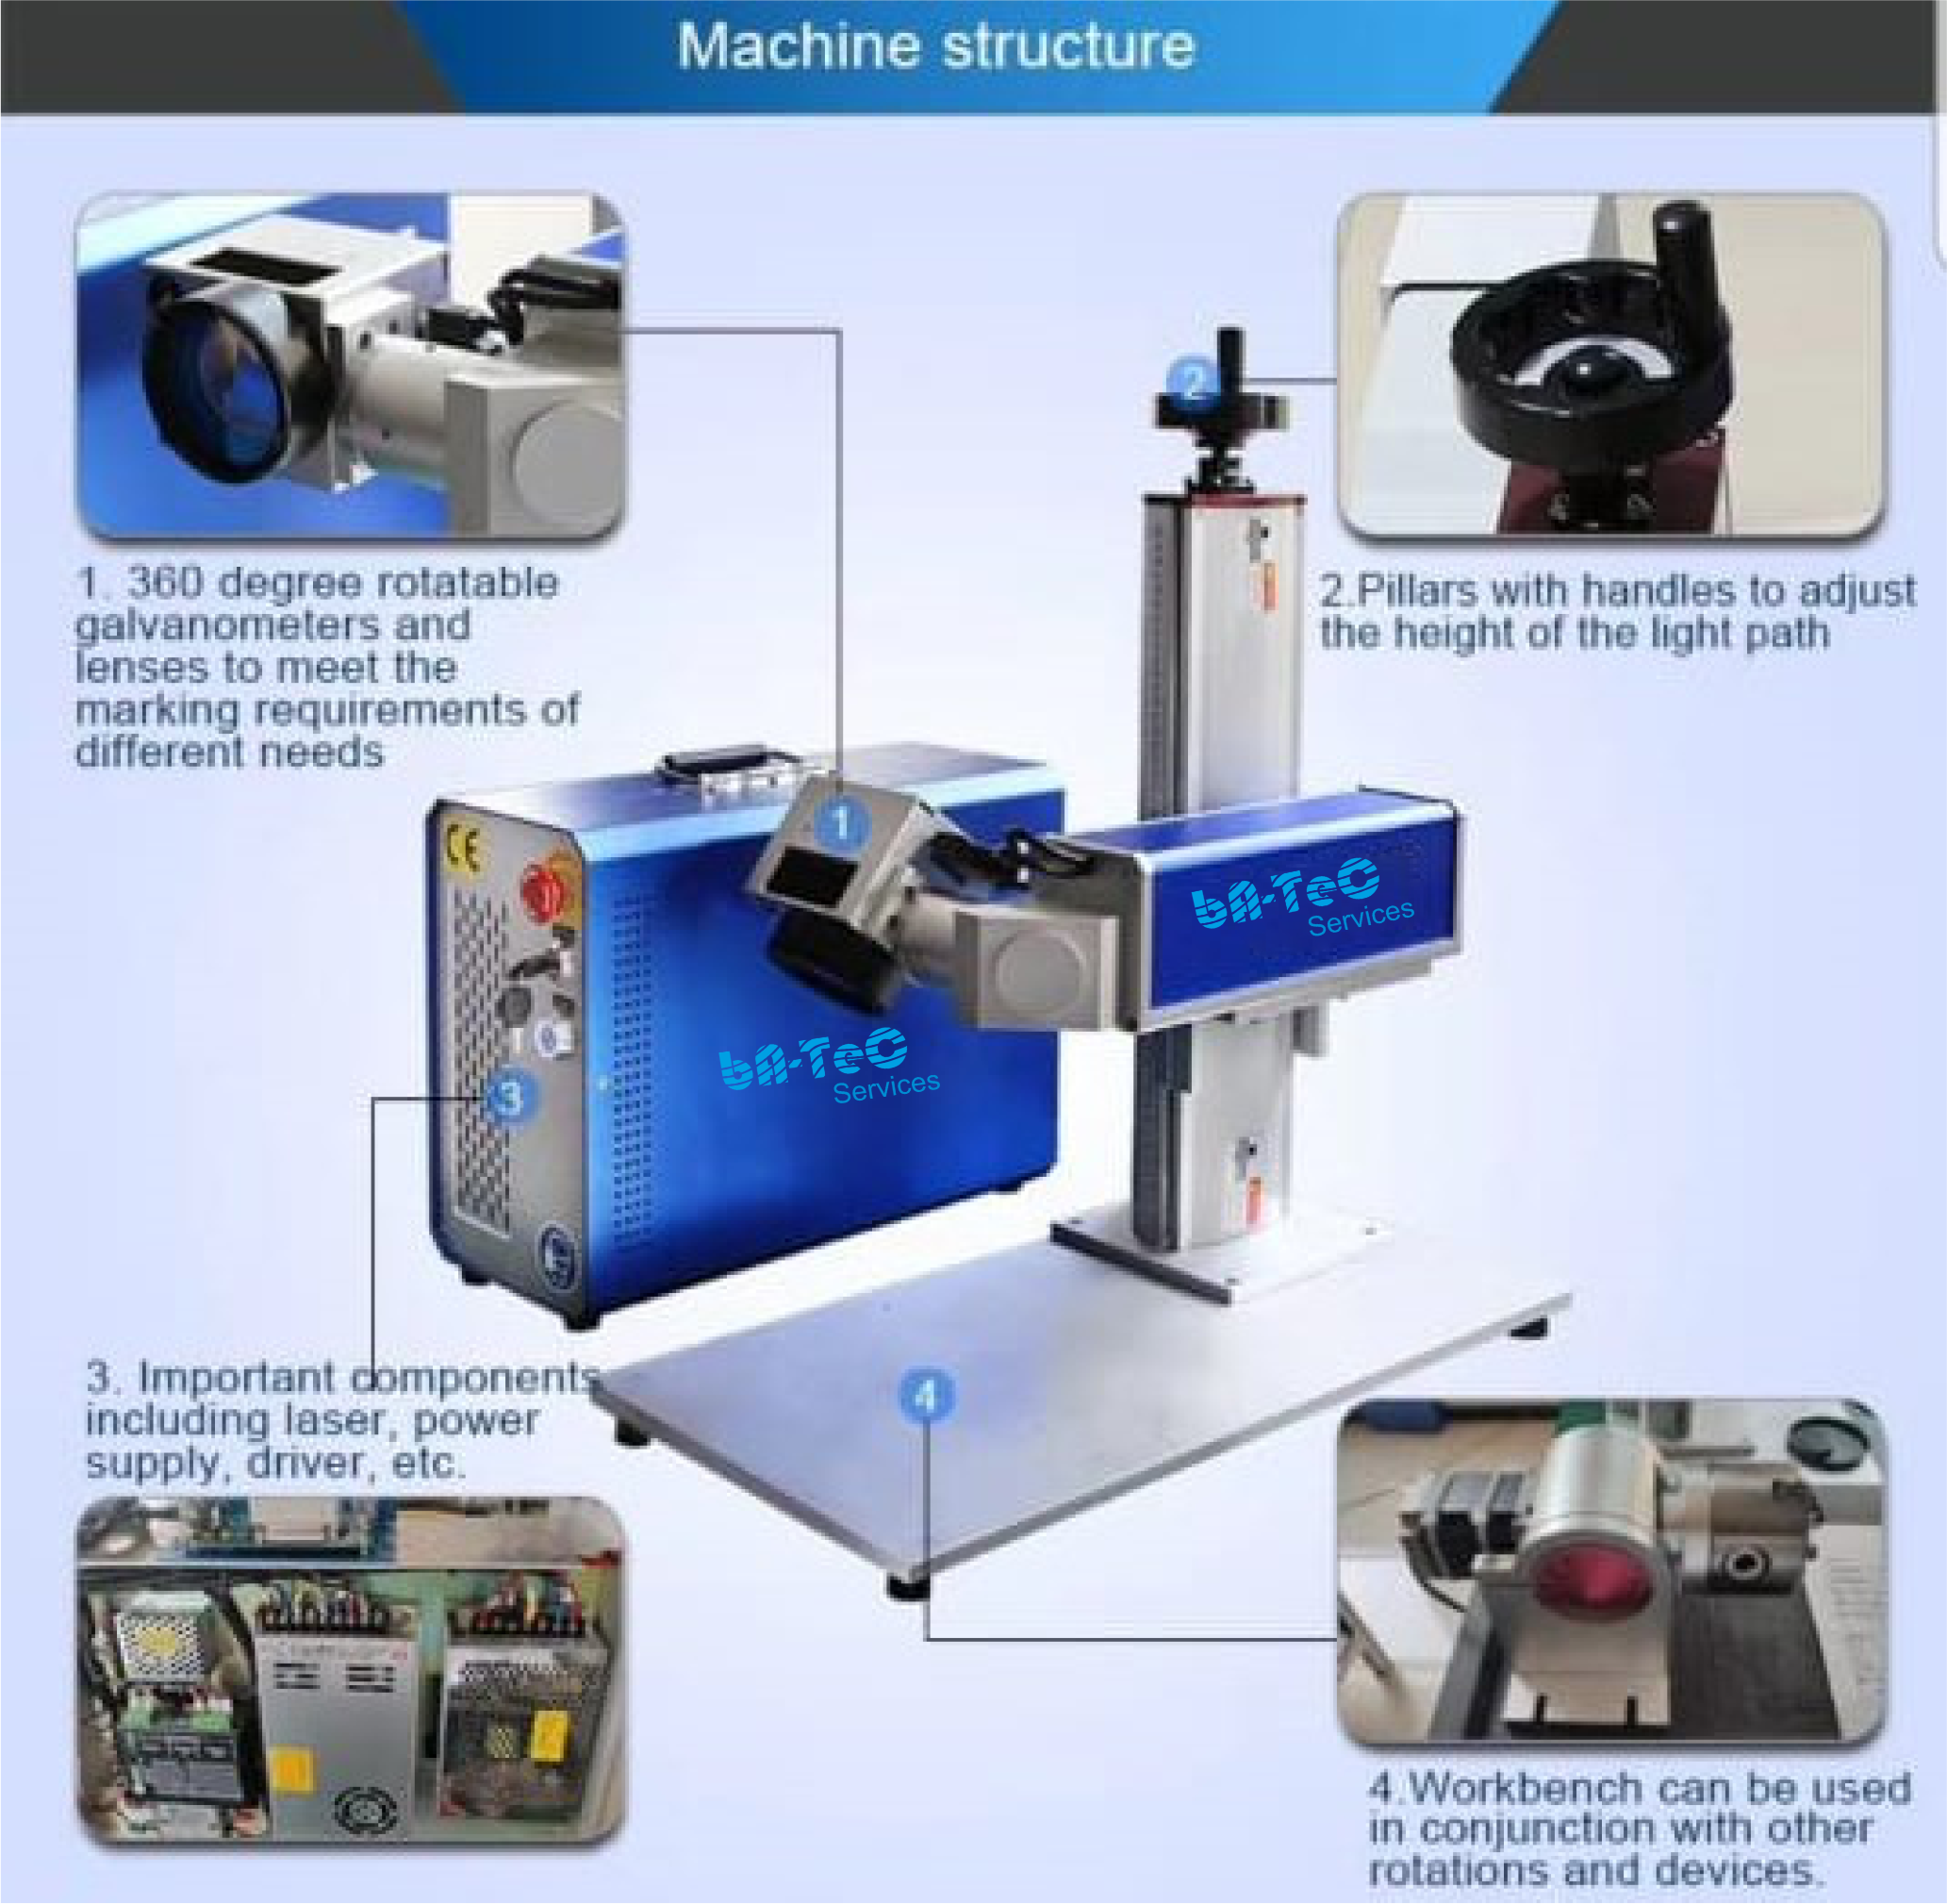 Machine structure
1. 360 degree rotatable
galvanometers and
lenses to meet the
marking requirements of
different needs
2
2.Pillars with handles to adjust
the height of the light path
1
CE
bA-TeC
Services
bA-TeC
Services
3
3. Important components
including laser, power
supply, driver, etc.
4
4.Workbench can be used
in conjunction with other
rotations and devices.